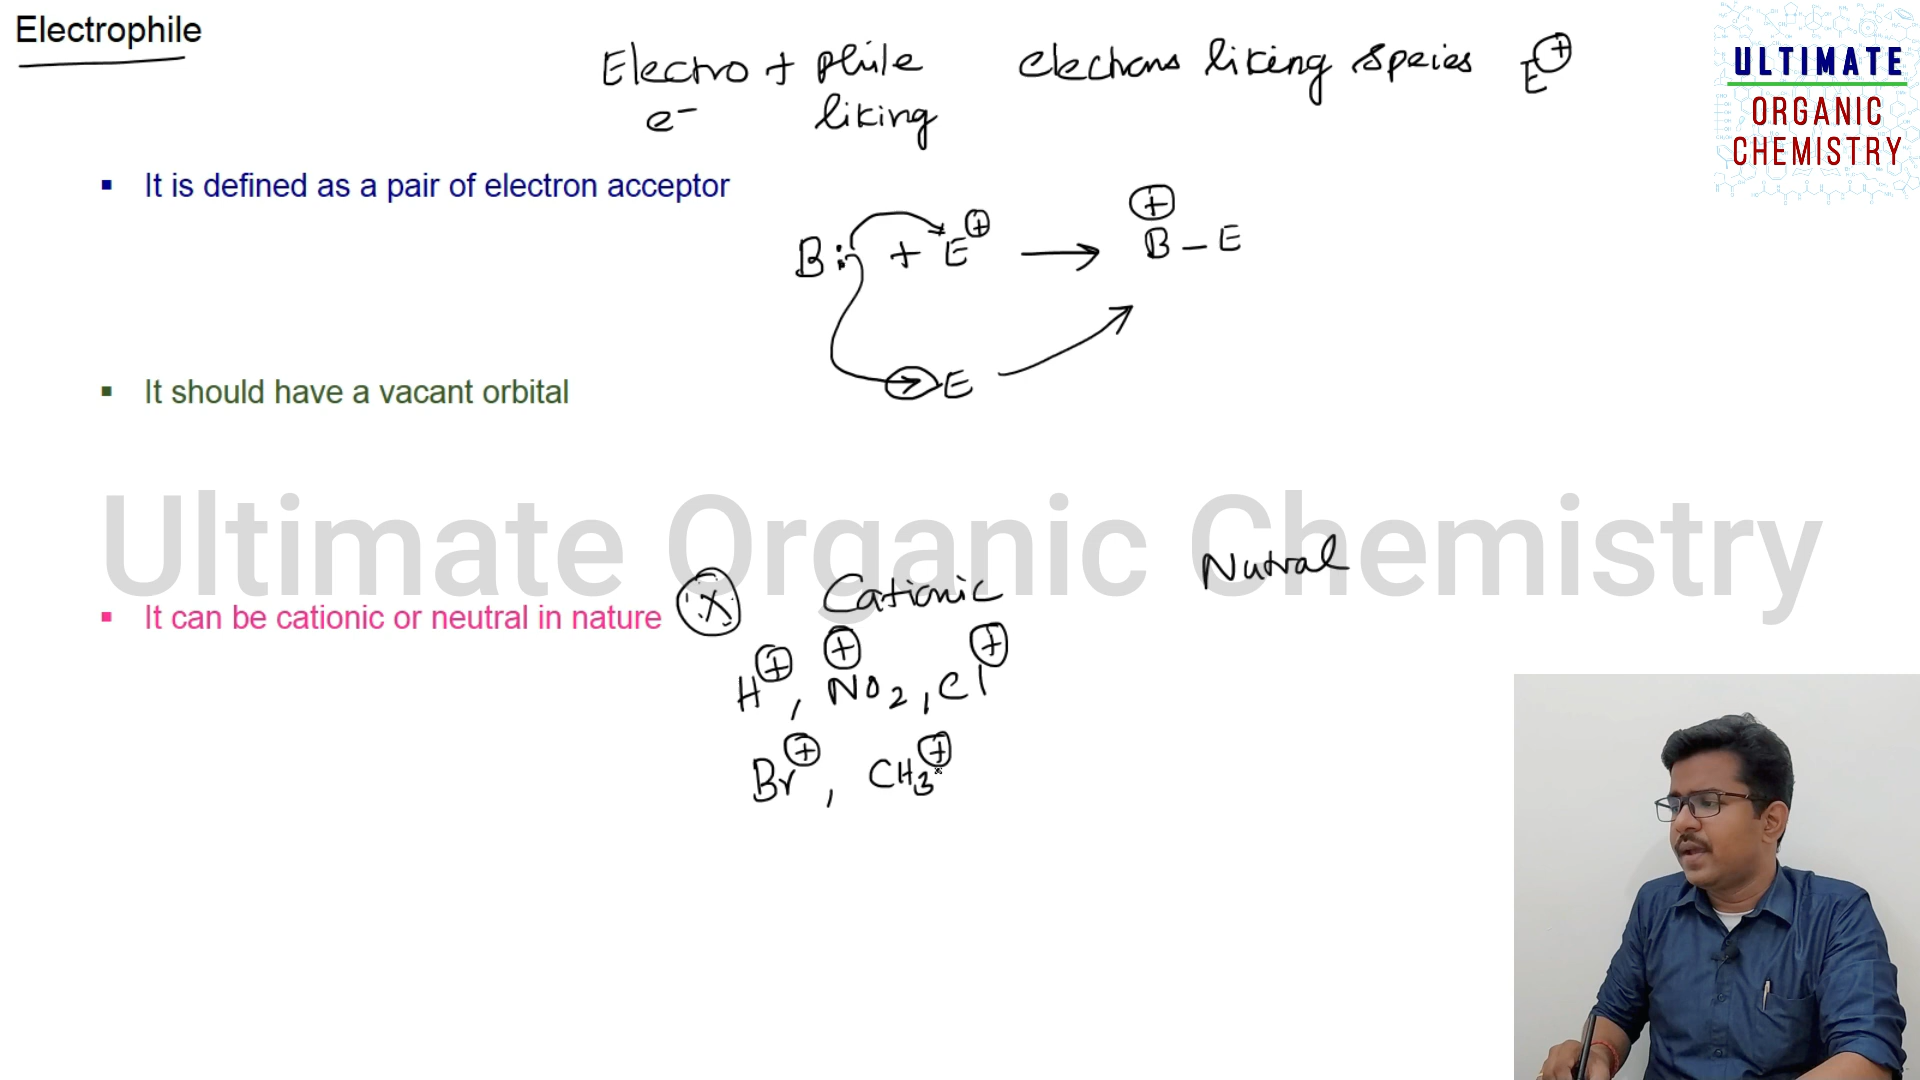 Electrophile
Electro + phile electrons liking speies E⊕
e⁻ liking
ULTIMATE
ORGANIC
CHEMISTRY
▪ It is defined as a pair of electron acceptor
B: + E⊕ → ⊕B – E
▪ It should have a vacant orbital
E
Ultimate Organic Chemistry
Nutral
▪ It can be cationic or neutral in nature X Cationic
H⊕, ⊕NO₂, Cl⊕
Br⊕, CH₃⊕